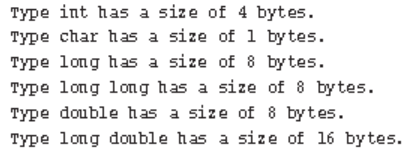 Type int has a size of 4 bytes.
Type char has a size of 1 bytes.
Type long has a size of 8 bytes.
Type long long has a size of 8 bytes.
Type double has a size of 8 bytes.
Type long double has a size of 16 bytes.